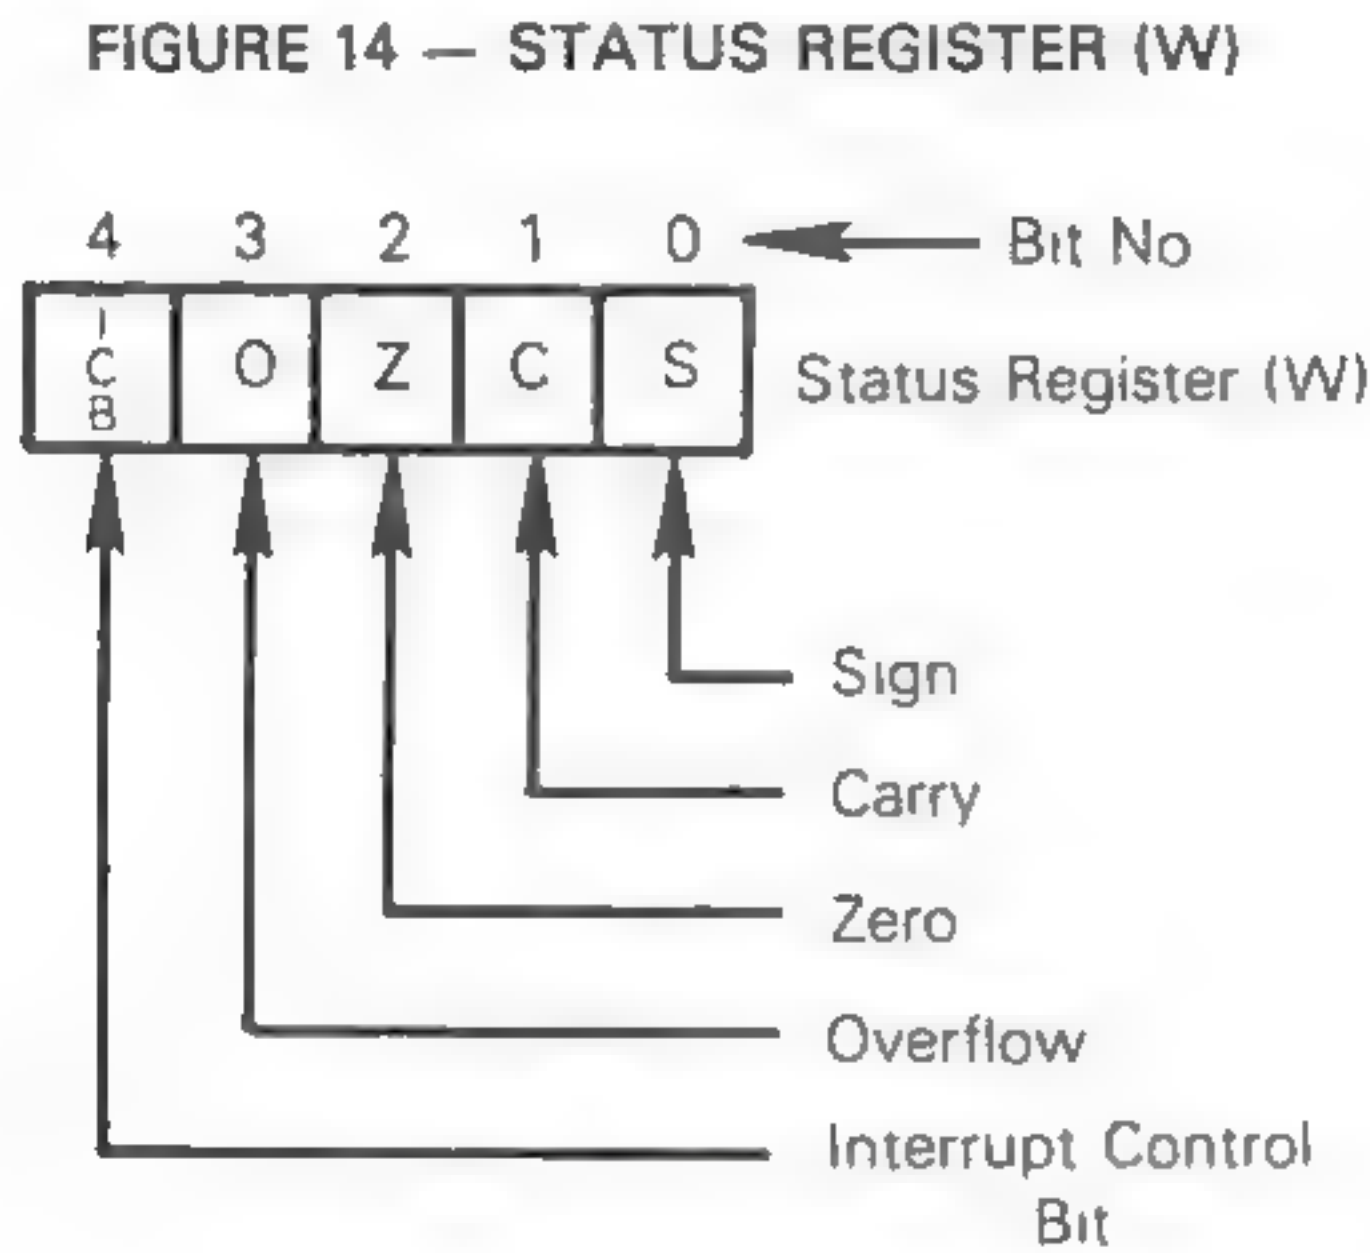 FIGURE 14 — STATUS REGISTER (W)
4 3 2 1 0 Bit No
I
C
B
O Z C S Status Register (W)
Sign
Carry
Zero
Overflow
Interrupt Control
Bit